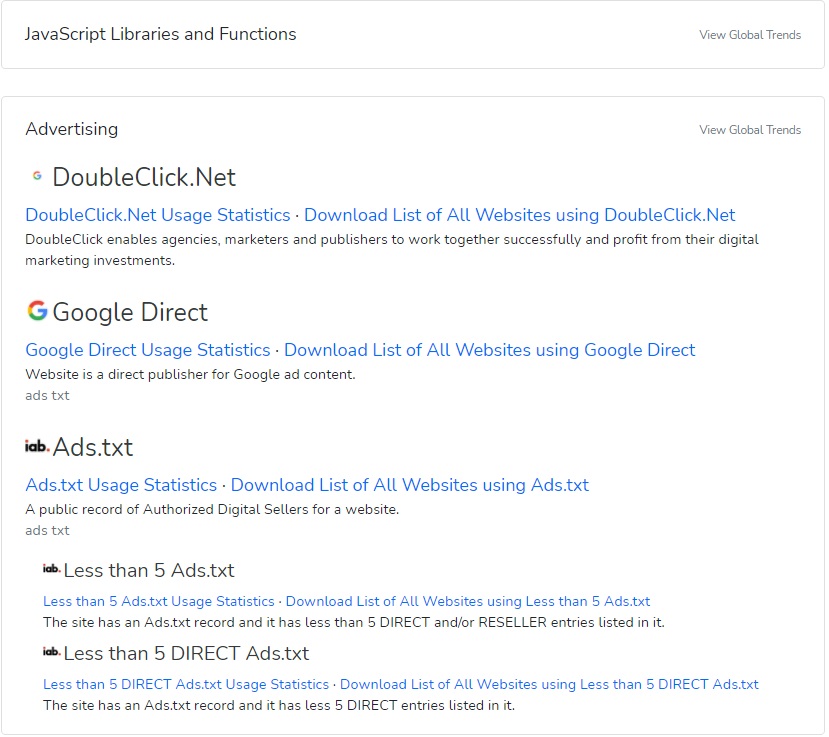 JavaScript Libraries and Functions
View Global Trends
Advertising
View Global Trends
DoubleClick.Net
DoubleClick.Net Usage Statistics · Download List of All Websites using DoubleClick.Net
DoubleClick enables agencies, marketers and publishers to work together successfully and profit from their digital
marketing investments.
Google Direct
Google Direct Usage Statistics · Download List of All Websites using Google Direct
Website is a direct publisher for Google ad content.
ads txt
iab. Ads.txt
Ads.txt Usage Statistics · Download List of All Websites using Ads.txt
A public record of Authorized Digital Sellers for a website.
ads txt
iab. Less than 5 Ads.txt
Less than 5 Ads.txt Usage Statistics · Download List of All Websites using Less than 5 Ads.txt
The site has an Ads.txt record and it has less than 5 DIRECT and/or RESELLER entries listed in it.
iab. Less than 5 DIRECT Ads.txt
Less than 5 DIRECT Ads.txt Usage Statistics · Download List of All Websites using Less than 5 DIRECT Ads.txt
The site has an Ads.txt record and it has less 5 DIRECT entries listed in it.